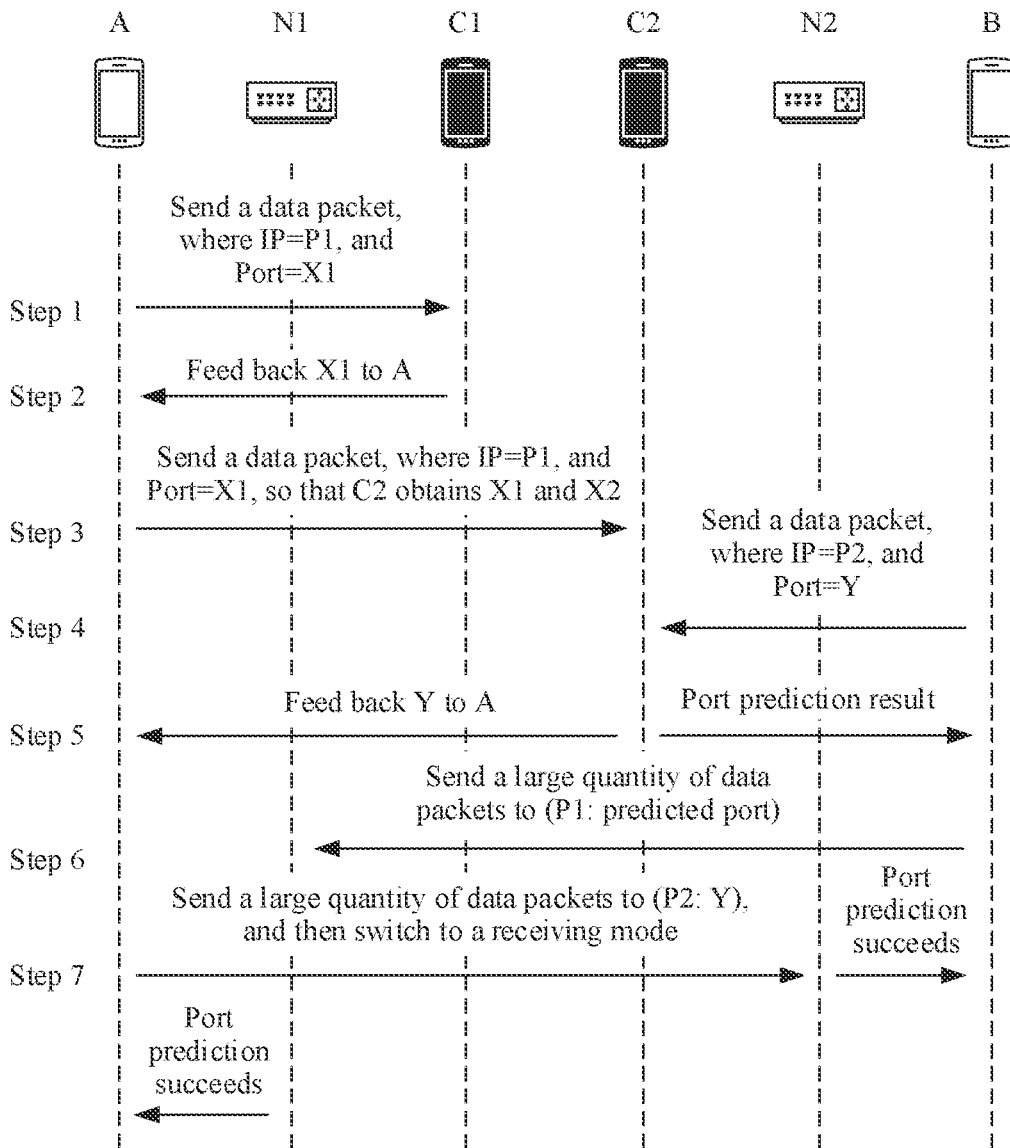 A N1 C1 C2 N2 B
Send a data packet,
where IP=P1, and
Port=X1
Step 1
Feed back X1 to A
Step 2
Send a data packet, where IP=P1, and
Port=X1, so that C2 obtains X1 and X2
Step 3
Send a data packet,
where IP=P2, and
Port=Y
Step 4
Feed back Y to A
Port prediction result
Step 5
Send a large quantity of data
packets to (P1: predicted port)
Step 6
Send a large quantity of data packets to (P2: Y),
and then switch to a receiving mode
Port
prediction
succeeds
Step 7
Port
prediction
succeeds